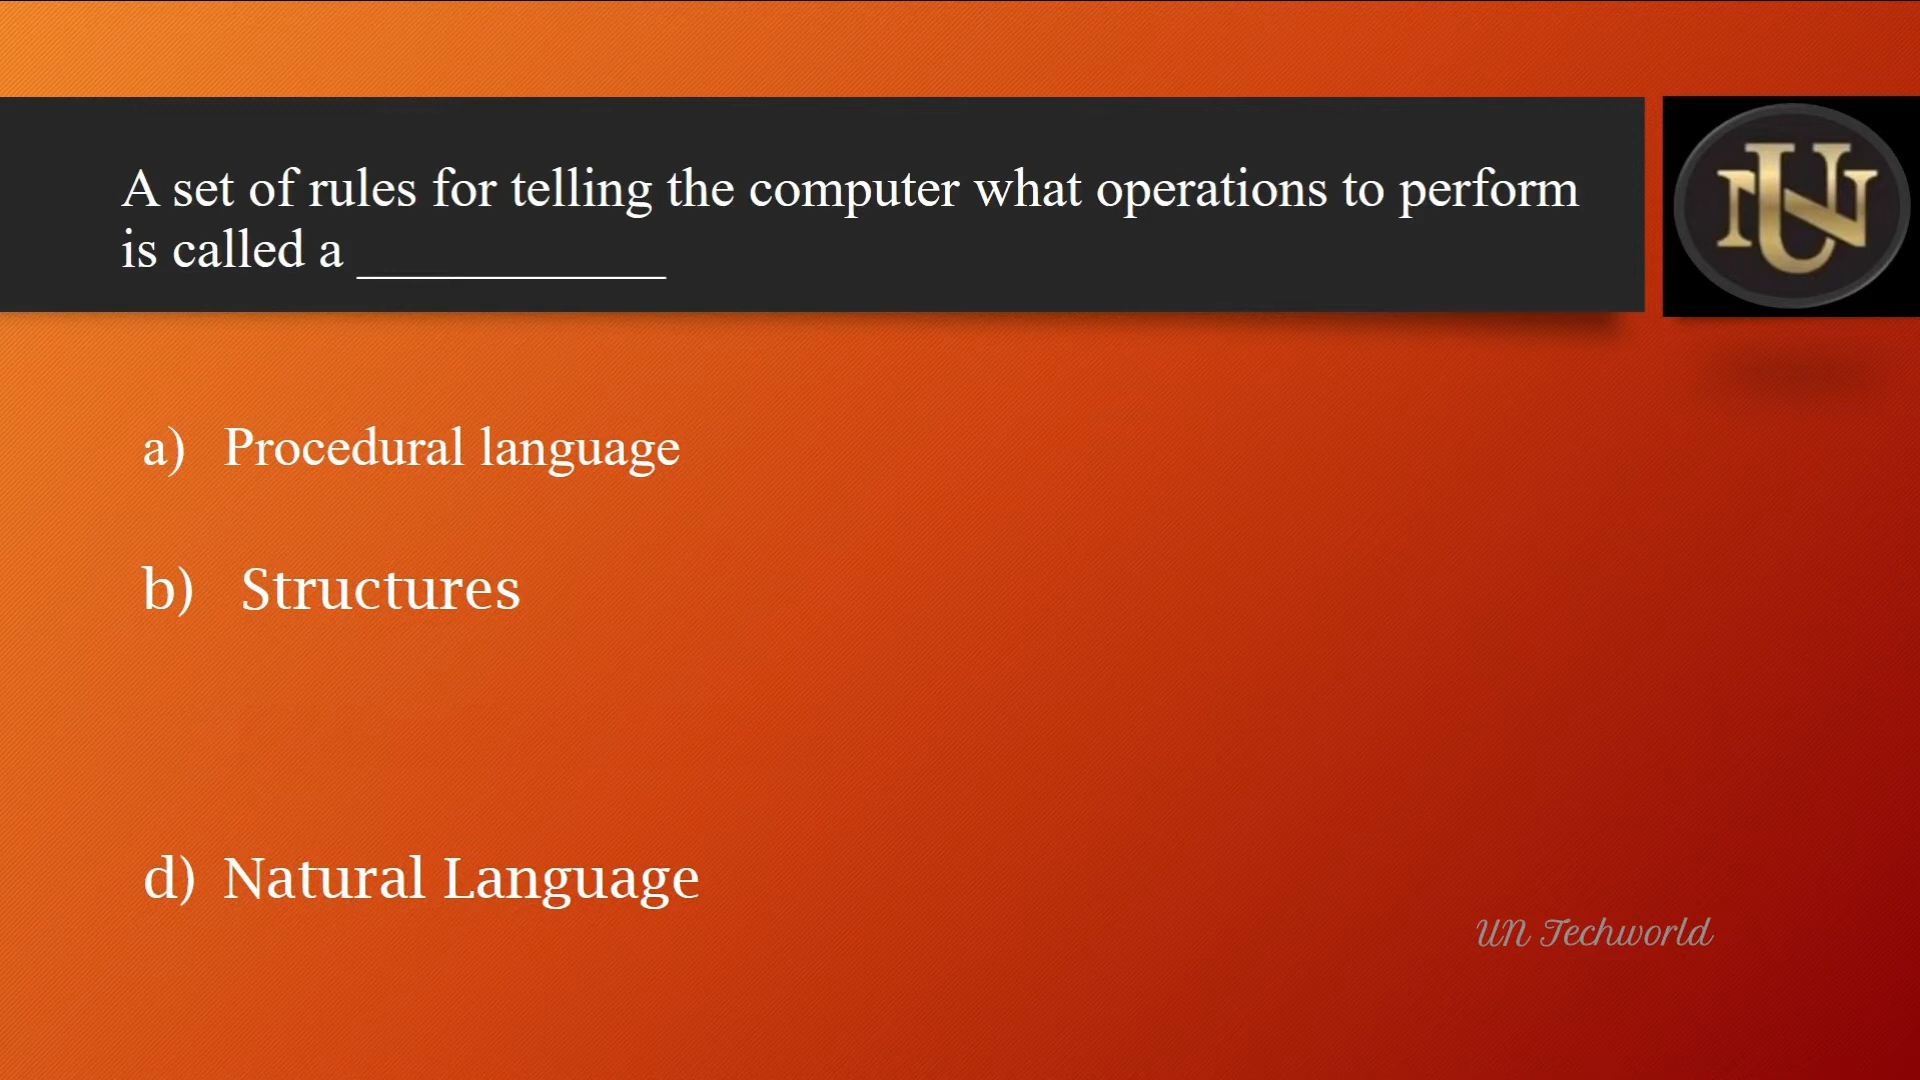 A set of rules for telling the computer what operations to perform
is called a ___________
UN
a) Procedural language
b) Structures
d) Natural Language
UN Techworld